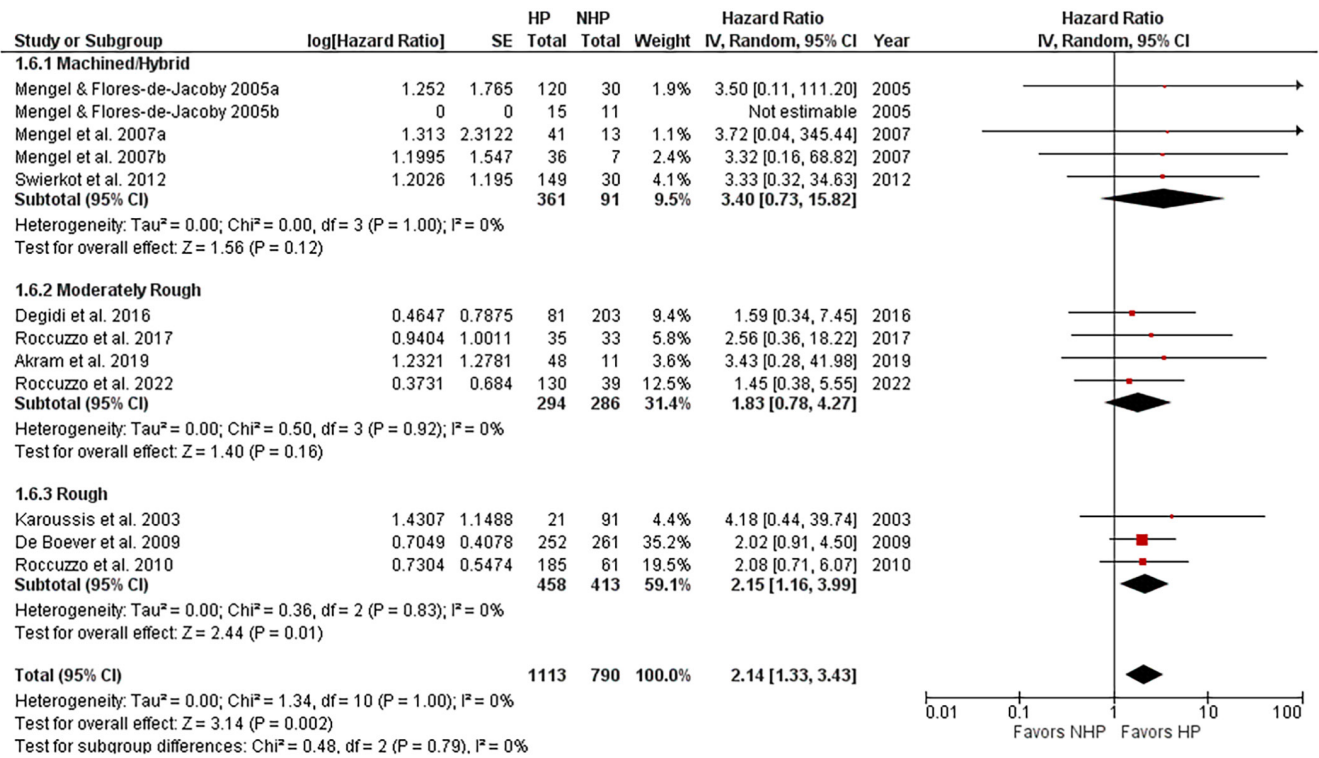 HP NHP Hazard Ratio Hazard Ratio
Study or Subgroup log[Hazard Ratio] SE Total Total Weight IV, Random, 95% CI Year IV, Random, 95% CI
1.6.1 Machined/Hybrid
Mengel & Flores-de-Jacoby 2005a 1.252 1.765 120 30 1.9% 3.50 [0.11, 111.20] 2005
Mengel & Flores-de-Jacoby 2005b 0 0 15 11 Not estimable 2005
Mengel et al. 2007a 1.313 2.3122 41 13 1.1% 3.72 [0.04, 345.44] 2007
Mengel et al. 2007b 1.1995 1.547 36 7 2.4% 3.32 [0.16, 68.82] 2007
Swierkot et al. 2012 1.2026 1.195 149 30 4.1% 3.33 [0.32, 34.63] 2012
Subtotal (95% CI) 361 91 9.5% 3.40 [0.73, 15.82]
Heterogeneity: Tau² = 0.00; Chi² = 0.00, df = 3 (P = 1.00); I² = 0%
Test for overall effect: Z = 1.56 (P = 0.12)
1.6.2 Moderately Rough
Degidi et al. 2016 0.4647 0.7875 81 203 9.4% 1.59 [0.34, 7.45] 2016
Roccuzzo et al. 2017 0.9404 1.0011 35 33 5.8% 2.56 [0.36, 18.22] 2017
Akram et al. 2019 1.2321 1.2781 48 11 3.6% 3.43 [0.28, 41.98] 2019
Roccuzzo et al. 2022 0.3731 0.684 130 39 12.5% 1.45 [0.38, 5.55] 2022
Subtotal (95% CI) 294 286 31.4% 1.83 [0.78, 4.27]
Heterogeneity: Tau² = 0.00; Chi² = 0.50, df = 3 (P = 0.92); I² = 0%
Test for overall effect: Z = 1.40 (P = 0.16)
1.6.3 Rough
Karoussis et al. 2003 1.4307 1.1488 21 91 4.4% 4.18 [0.44, 39.74] 2003
De Boever et al. 2009 0.7049 0.4078 252 261 35.2% 2.02 [0.91, 4.50] 2009
Roccuzzo et al. 2010 0.7304 0.5474 185 61 19.5% 2.08 [0.71, 6.07] 2010
Subtotal (95% CI) 458 413 59.1% 2.15 [1.16, 3.99]
Heterogeneity: Tau² = 0.00; Chi² = 0.36, df = 2 (P = 0.83); I² = 0%
Test for overall effect: Z = 2.44 (P = 0.01)
Total (95% CI) 1113 790 100.0% 2.14 [1.33, 3.43]
Heterogeneity: Tau² = 0.00; Chi² = 1.34, df = 10 (P = 1.00); I² = 0%
Test for overall effect: Z = 3.14 (P = 0.002)
Test for subgroup differences: Chi² = 0.48, df = 2 (P = 0.79), I² = 0%
0.01 0.1 1 10 100
Favors NHP Favors HP